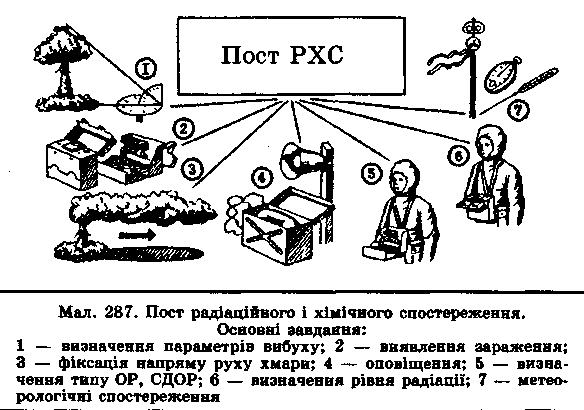 Пост РХС
1
2
3
4
5
6
7
Мал. 287. Пост радіаційного і хімічного спостереження.
Основні завдання:
1 — визначення параметрів вибуху; 2 — виявлення зараження;
3 — фіксація напряму руху хмари; 4 — оповіщення; 5 — визна-
чення типу ОР, СДОР; 6 — визначення рівня радіації; 7 — метео-
рологічні спостереження